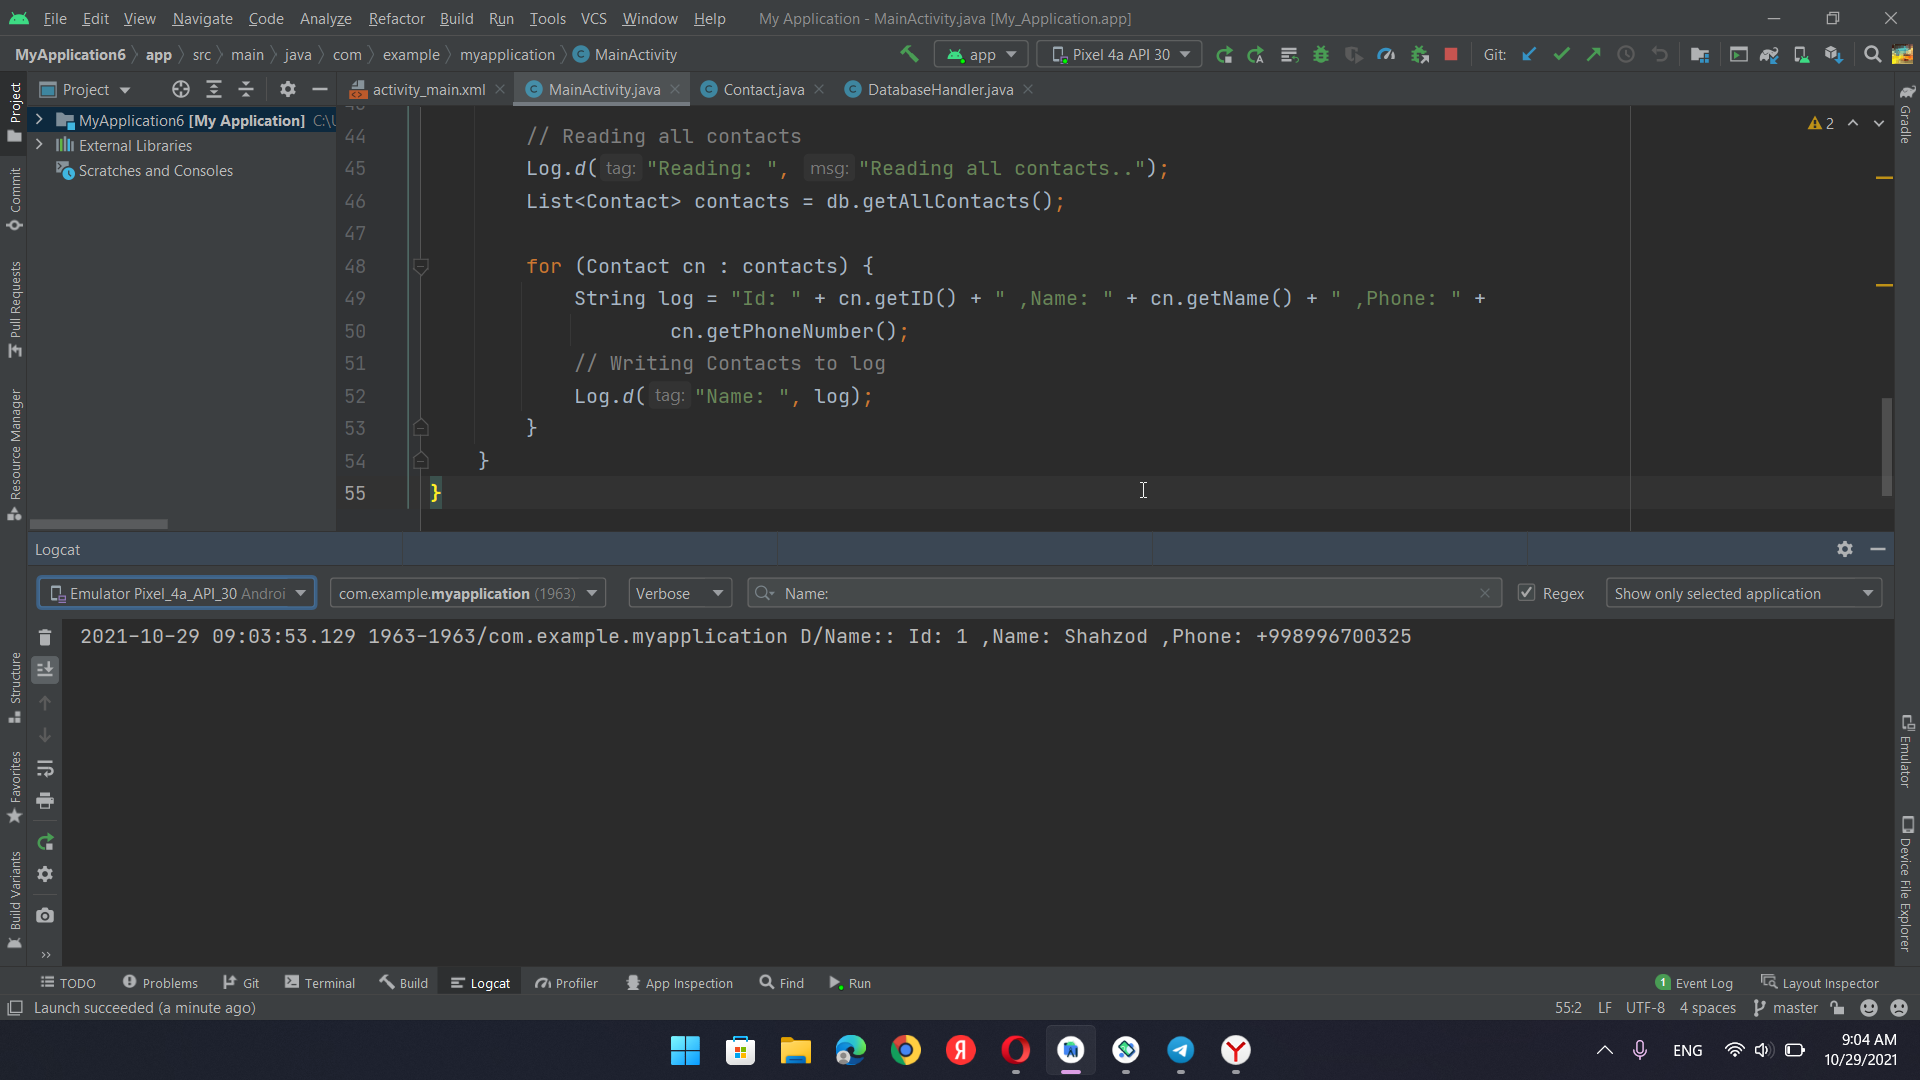 File Edit View Navigate Code Analyze Refactor Build Run Tools VCS Window Help My Application - MainActivity.java [My_Application.app]
MyApplication6 app src main java com example myapplication MainActivity app Pixel 4a API 30 Git:
Project activity_main.xml MainActivity.java Contact.java DatabaseHandler.java
MyApplication6 [My Application] C:\
External Libraries
Scratches and Consoles
44 // Reading all contacts
45 Log.d( tag: "Reading: ", msg: "Reading all contacts..");
46 List<Contact> contacts = db.getAllContacts();
47
48 for (Contact cn : contacts) {
49 String log = "Id: " + cn.getID() + " ,Name: " + cn.getName() + " ,Phone: " +
50 cn.getPhoneNumber();
51 // Writing Contacts to log
52 Log.d( tag: "Name: ", log);
53 }
54 }
55 }
2
Project
Commit
Pull Requests
Resource Manager
Structure
Favorites
Build Variants
Gradle
Emulator
Device File Explorer
Logcat
Emulator Pixel_4a_API_30 Androi com.example.myapplication (1963) Verbose Name: Regex Show only selected application
2021-10-29 09:03:53.129 1963-1963/com.example.myapplication D/Name:: Id: 1 ,Name: Shahzod ,Phone: +998996700325
TODO Problems Git Terminal Build Logcat Profiler App Inspection Find Run 1 Event Log Layout Inspector
Launch succeeded (a minute ago) 55:2 LF UTF-8 4 spaces master
ENG 9:04 AM
10/29/2021